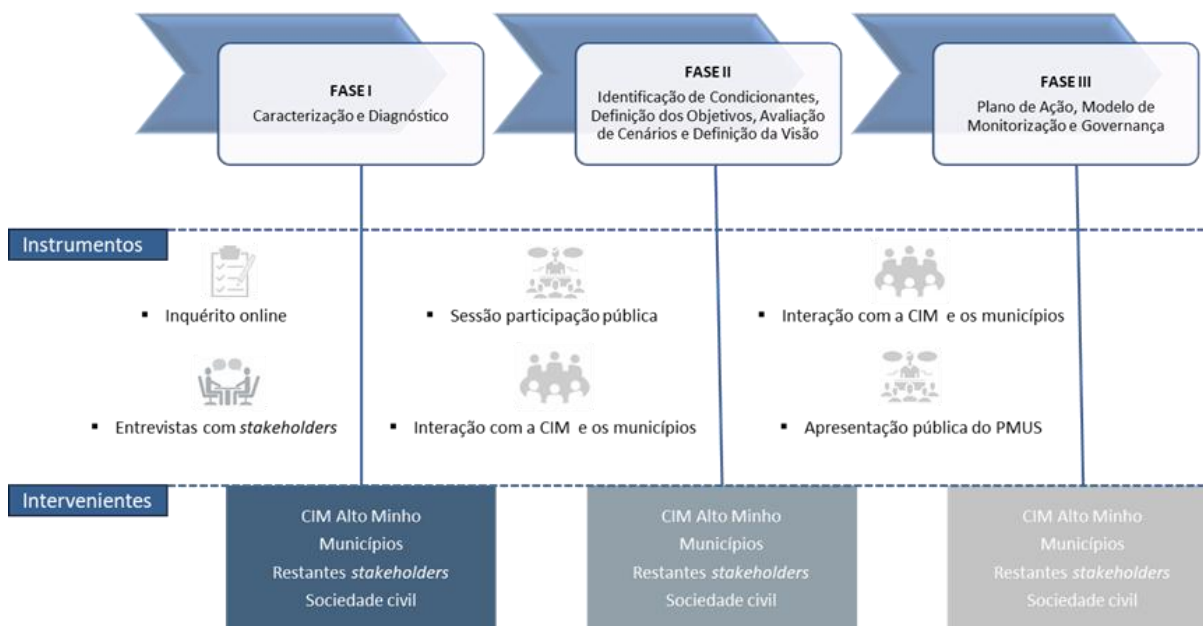 FASE I
Caracterização e Diagnóstico
FASE II
Identificação de Condicionantes,
Definição dos Objetivos, Avaliação
de Cenários e Definição da Visão
FASE III
Plano de Ação, Modelo de
Monitorização e Governança
Instrumentos
▪ Inquérito online
▪ Sessão participação pública
▪ Interação com a CIM e os municípios
▪ Entrevistas com stakeholders
▪ Interação com a CIM e os municípios
▪ Apresentação pública do PMUS
Intervenientes
CIM Alto Minho
Municípios
Restantes stakeholders
Sociedade civil
CIM Alto Minho
Municípios
Restantes stakeholders
Sociedade civil
CIM Alto Minho
Municípios
Restantes stakeholders
Sociedade civil